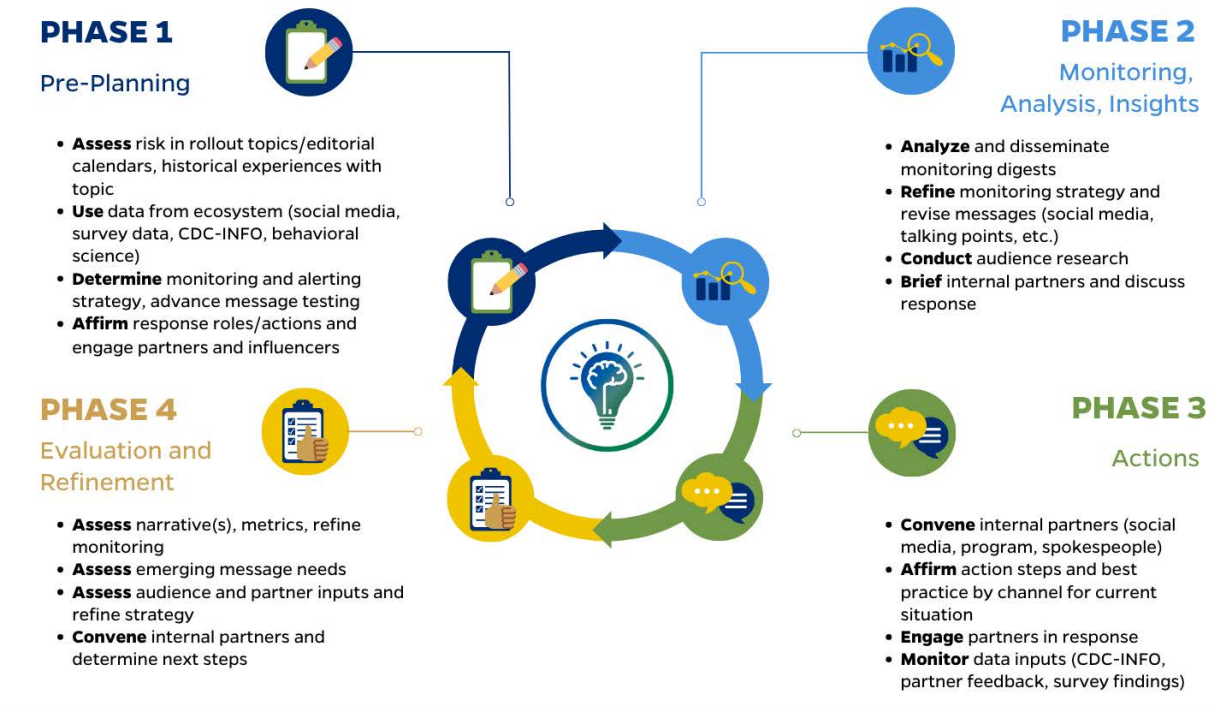 PHASE 1
Pre-Planning
• Assess risk in rollout topics/editorial
calendars, historical experiences with
topic
• Use data from ecosystem (social media,
survey data, CDC-INFO, behavioral
science)
• Determine monitoring and alerting
strategy, advance message testing
• Affirm response roles/actions and
engage partners and influencers
PHASE 2
Monitoring,
Analysis, Insights
• Analyze and disseminate
monitoring digests
• Refine monitoring strategy and
revise messages (social media,
talking points, etc.)
• Conduct audience research
• Brief internal partners and discuss
response
PHASE 3
Actions
• Convene internal partners (social
media, program, spokespeople)
• Affirm action steps and best
practice by channel for current
situation
• Engage partners in response
• Monitor data inputs (CDC-INFO,
partner feedback, survey findings)
PHASE 4
Evaluation and
Refinement
• Assess narrative(s), metrics, refine
monitoring
• Assess emerging message needs
• Assess audience and partner inputs and
refine strategy
• Convene internal partners and
determine next steps